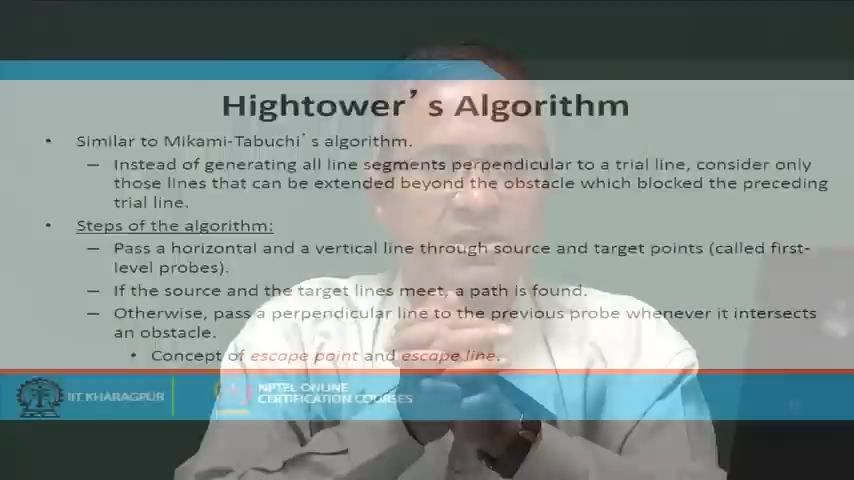 Hightower's Algorithm
• Similar to Mikami-Tabuchi's algorithm.
– Instead of generating all line segments perpendicular to a trial line, consider only
those lines that can be extended beyond the obstacle which blocked the preceding
trial line.
• Steps of the algorithm:
– Pass a horizontal and a vertical line through source and target points (called first-
level probes).
– If the source and the target lines meet, a path is found.
– Otherwise, pass a perpendicular line to the previous probe whenever it intersects
an obstacle.
• Concept of escape point and escape line.
IIT KHARAGPUR
NPTEL ONLINE
CERTIFICATION COURSES